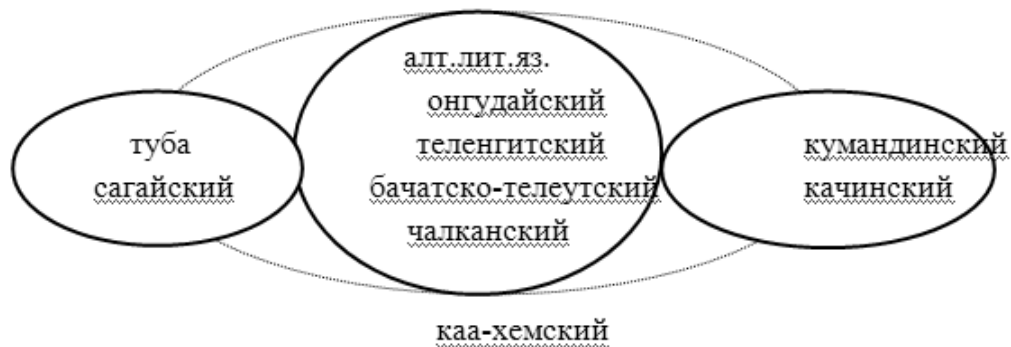 туба
сагайский
алт.лит.яз.
онгудайский
теленгитский
бачатско-телеутский
чалканский
кумандинский
качинский
каа-хемский